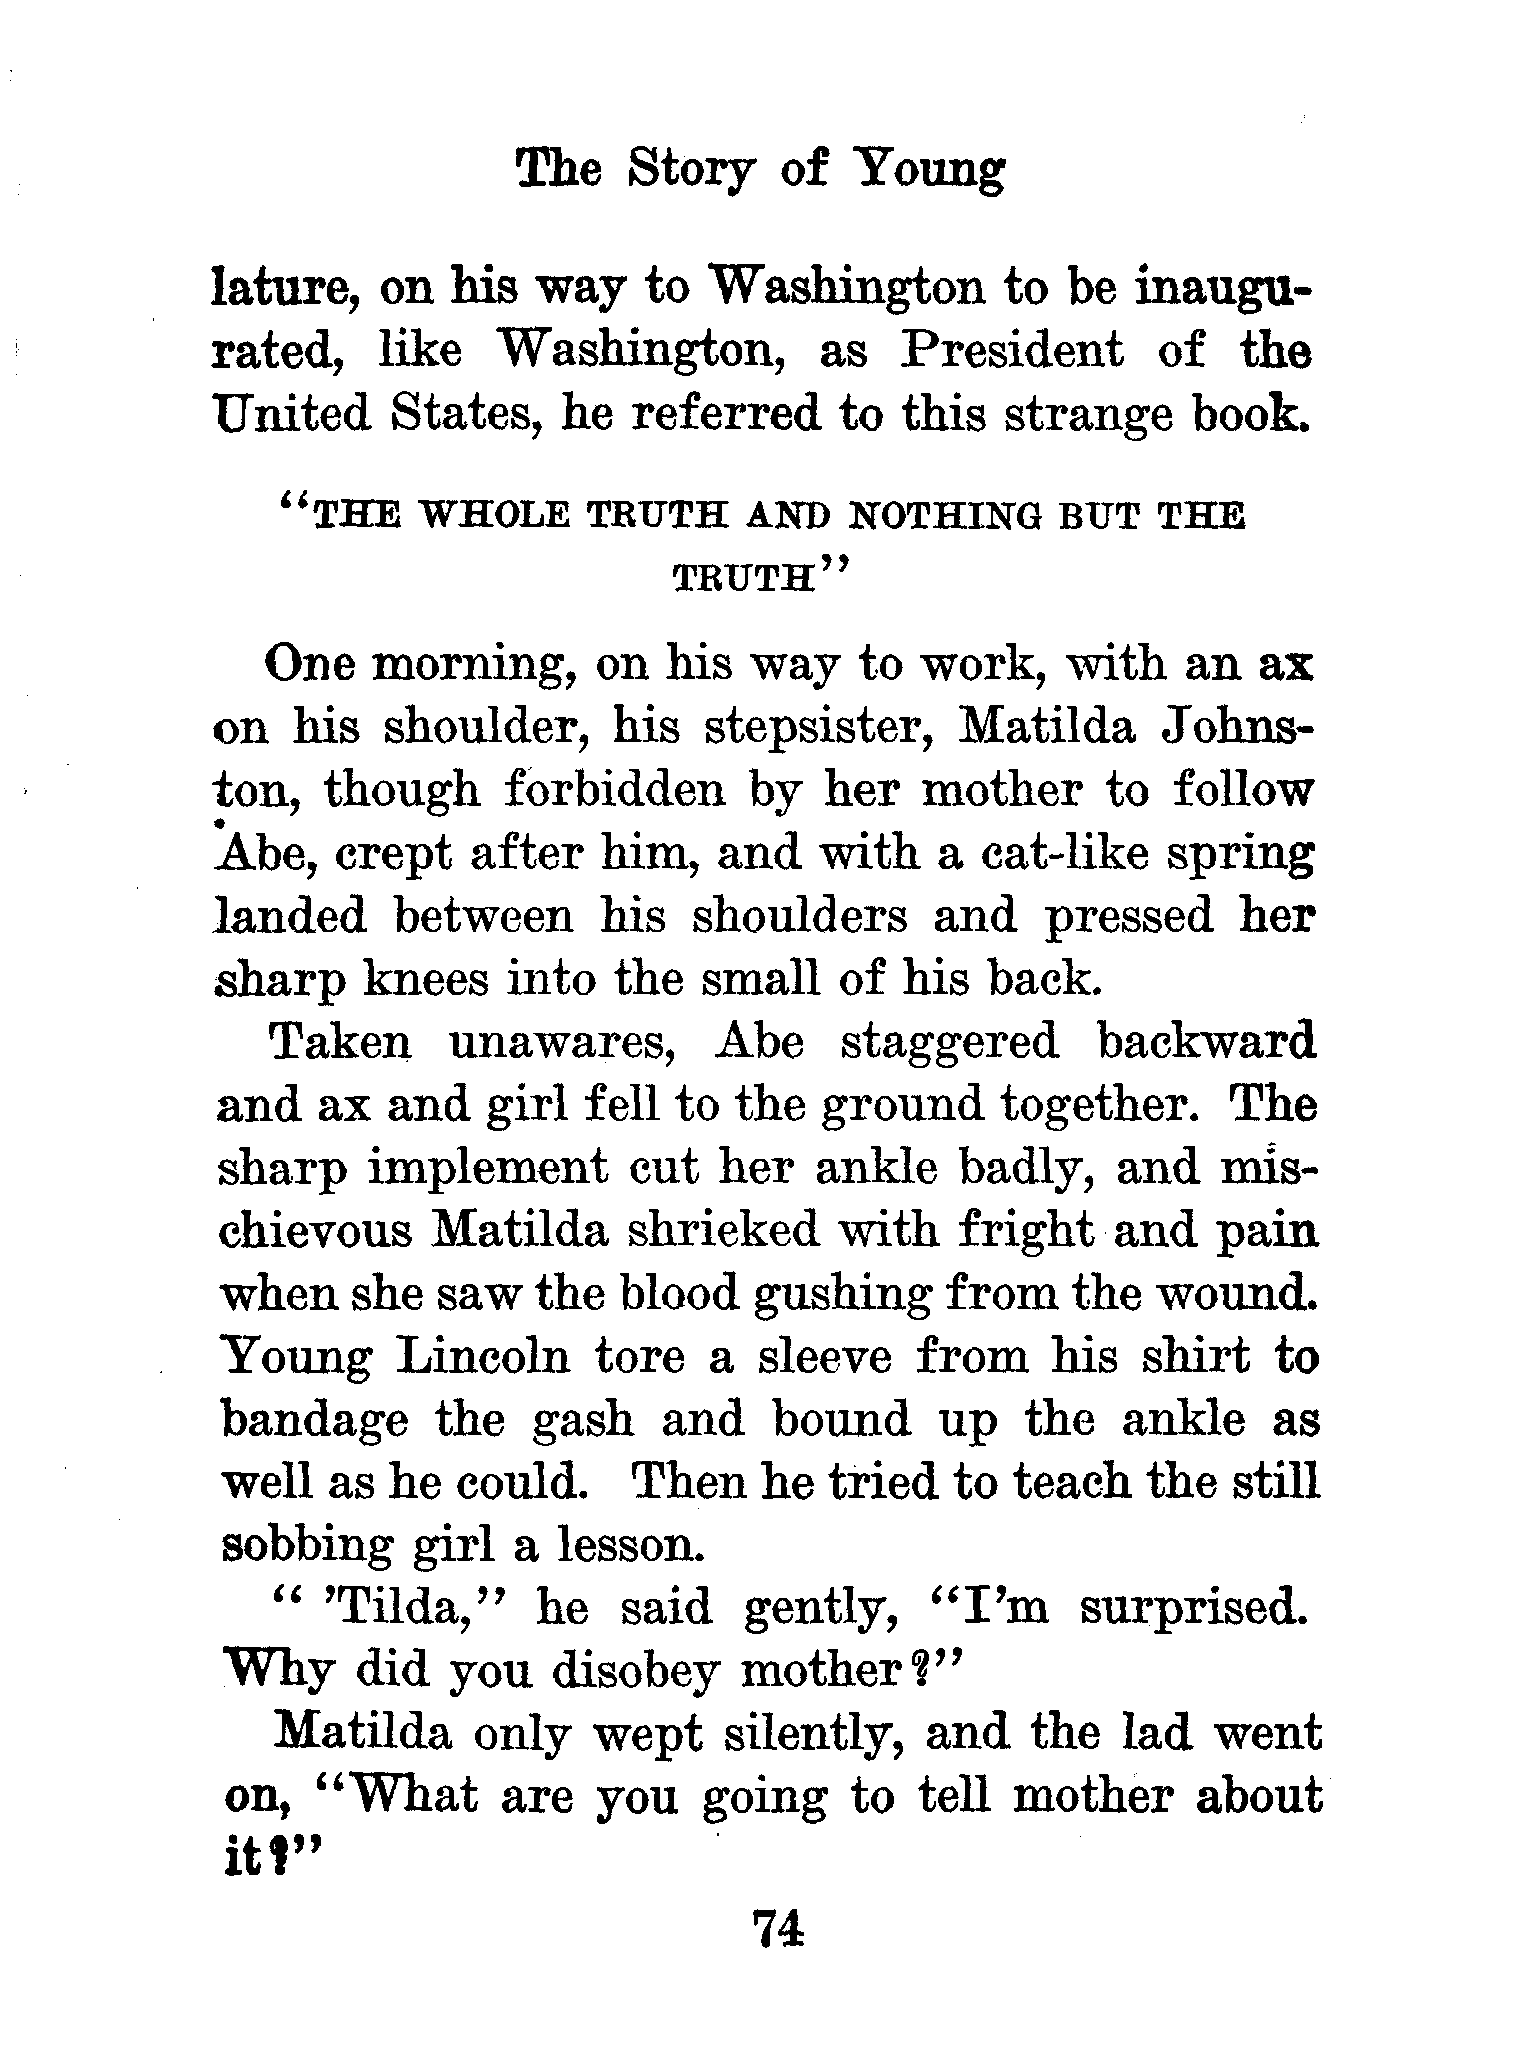 The Story of Young
lature, on his way to Washington to be inaugu-
rated, like Washington, as President of the
United States, he referred to this strange book.
"THE WHOLE TRUTH AND NOTHING BUT THE
TRUTH"
One morning, on his way to work, with an ax
on his shoulder, his stepsister, Matilda Johns-
ton, though forbidden by her mother to follow
Abe, crept after him, and with a cat-like spring
landed between his shoulders and pressed her
sharp knees into the small of his back.
Taken unawares, Abe staggered backward
and ax and girl fell to the ground together. The
sharp implement cut her ankle badly, and mis-
chievous Matilda shrieked with fright and pain
when she saw the blood gushing from the wound.
Young Lincoln tore a sleeve from his shirt to
bandage the gash and bound up the ankle as
well as he could. Then he tried to teach the still
sobbing girl a lesson.
" 'Tilda," he said gently, "I'm surprised.
Why did you disobey mother?"
Matilda only wept silently, and the lad went
on, "What are you going to tell mother about
it?"
74